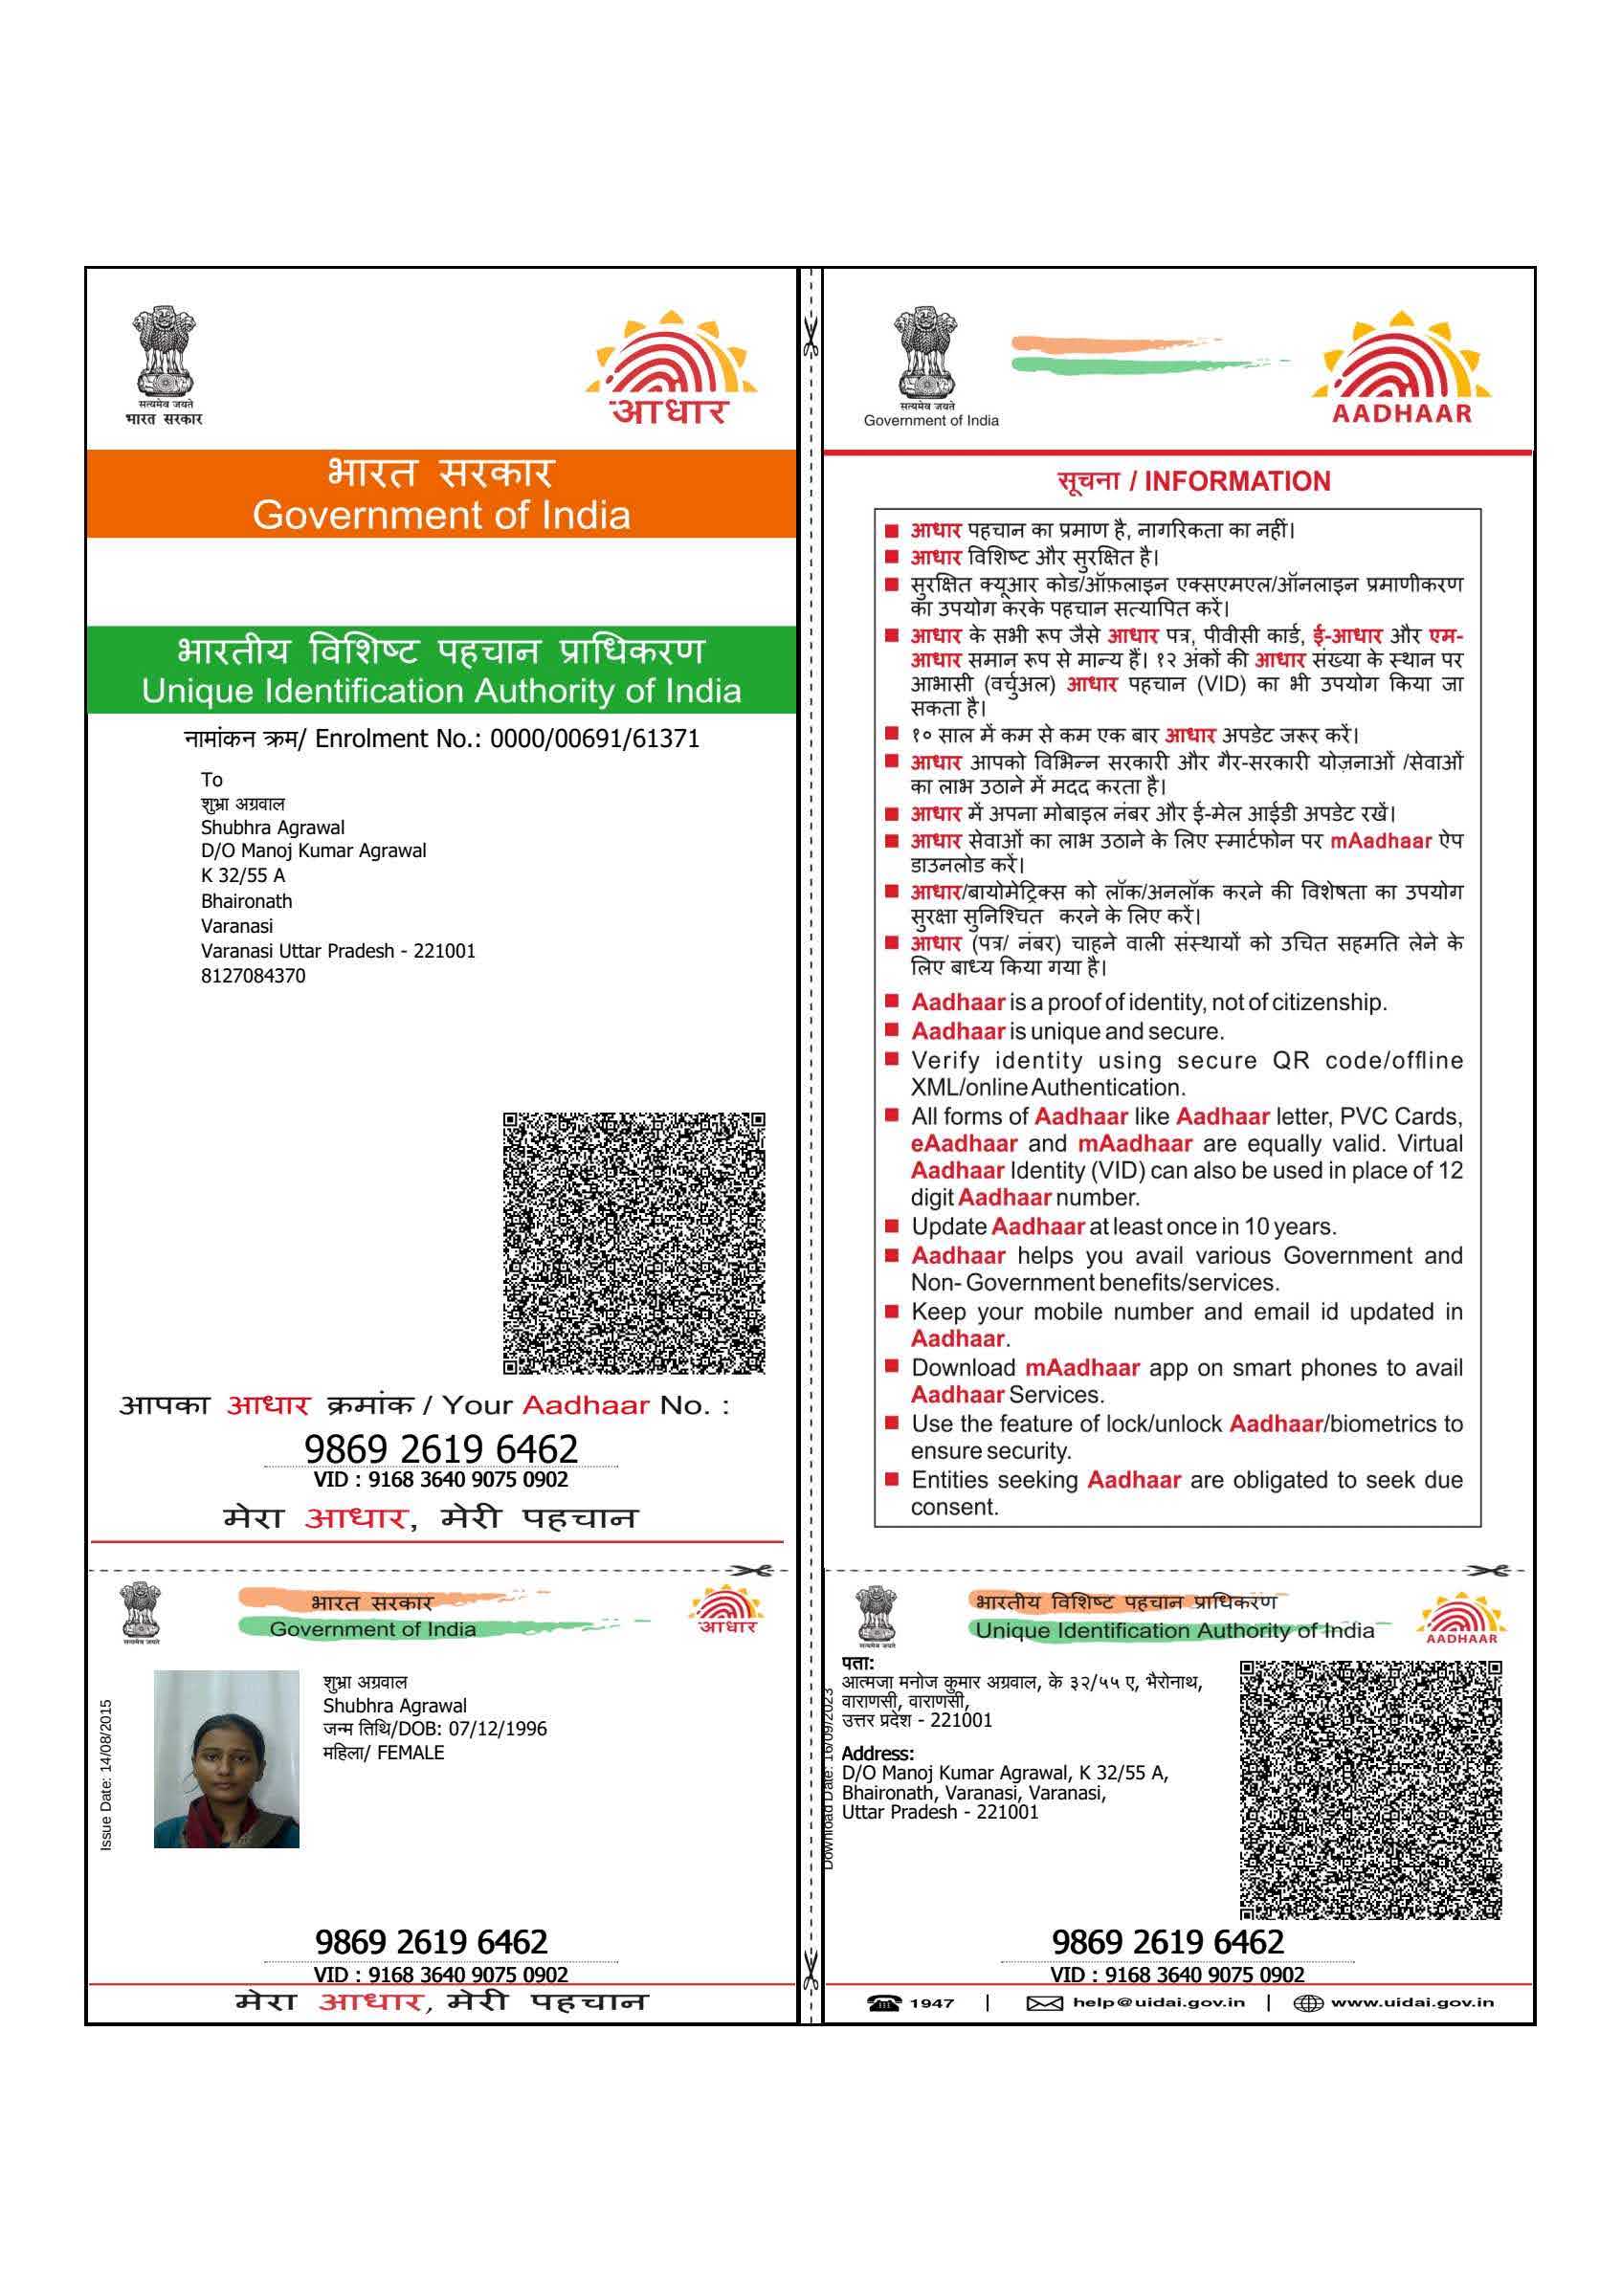 सत्यमेव जयते
भारत सरकार
आधार
भारत सरकार
Government of India
भारतीय विशिष्ट पहचान प्राधिकरण
Unique Identification Authority of India
नामांकन क्रम/ Enrolment No.: 0000/00691/61371
To
शुभ्रा अग्रवाल
Shubhra Agrawal
D/O Manoj Kumar Agrawal
K 32/55 A
Bhaironath
Varanasi
Varanasi Uttar Pradesh - 221001
8127084370
आपका आधार क्रमांक / Your Aadhaar No. :
9869 2619 6462
VID : 9168 3640 9075 0902
मेरा आधार, मेरी पहचान
सत्यमेव जयते
Government of India
AADHAAR
सूचना / INFORMATION
आधार पहचान का प्रमाण है, नागरिकता का नहीं।
आधार विशिष्ट और सुरक्षित है।
सुरक्षित क्यूआर कोड/ऑफ़लाइन एक्सएमएल/ऑनलाइन प्रमाणीकरण
का उपयोग करके पहचान सत्यापित करें।
आधार के सभी रूप जैसे आधार पत्र, पीवीसी कार्ड, ई-आधार और एम-
आधार समान रूप से मान्य हैं। १२ अंकों की आधार संख्या के स्थान पर
आभासी (वर्चुअल) आधार पहचान (VID) का भी उपयोग किया जा
सकता है।
१० साल में कम से कम एक बार आधार अपडेट जरूर करें।
आधार आपको विभिन्न सरकारी और गैर-सरकारी योज़नाओं /सेवाओं
का लाभ उठाने में मदद करता है।
आधार में अपना मोबाइल नंबर और ई-मेल आईडी अपडेट रखें।
आधार सेवाओं का लाभ उठाने के लिए स्मार्टफोन पर mAadhaar ऐप
डाउनलोड करें।
आधार/बायोमेट्रिक्स को लॉक/अनलॉक करने की विशेषता का उपयोग
सुरक्षा सुनिश्चित करने के लिए करें।
आधार (पत्र/ नंबर) चाहने वाली संस्थायों को उचित सहमति लेने के
लिए बाध्य किया गया है।
Aadhaar is a proof of identity, not of citizenship.
Aadhaar is unique and secure.
Verify identity using secure QR code/offline
XML/online Authentication.
All forms of Aadhaar like Aadhaar letter, PVC Cards,
eAadhaar and mAadhaar are equally valid. Virtual
Aadhaar Identity (VID) can also be used in place of 12
digit Aadhaar number.
Update Aadhaar at least once in 10 years.
Aadhaar helps you avail various Government and
Non- Government benefits/services.
Keep your mobile number and email id updated in
Aadhaar.
Download mAadhaar app on smart phones to avail
Aadhaar Services.
Use the feature of lock/unlock Aadhaar/biometrics to
ensure security.
Entities seeking Aadhaar are obligated to seek due
consent.
सत्यमेव जयते
भारत सरकार
Government of India
आधार
Issue Date: 14/08/2015
शुभ्रा अग्रवाल
Shubhra Agrawal
जन्म तिथि/DOB: 07/12/1996
महिला/ FEMALE
9869 2619 6462
VID : 9168 3640 9075 0902
मेरा आधार, मेरी पहचान
सत्यमेव जयते
भारतीय विशिष्ट पहचान प्राधिकरण
Unique Identification Authority of India
AADHAAR
Download Date: 16/09/2023
पता:
आत्मजा मनोज कुमार अग्रवाल, के ३२/५५ ए, भैरोनाथ,
वाराणसी, वाराणसी,
उत्तर प्रदेश - 221001
Address:
D/O Manoj Kumar Agrawal, K 32/55 A,
Bhaironath, Varanasi, Varanasi,
Uttar Pradesh - 221001
9869 2619 6462
VID : 9168 3640 9075 0902
1947 | help@uidai.gov.in | www.uidai.gov.in